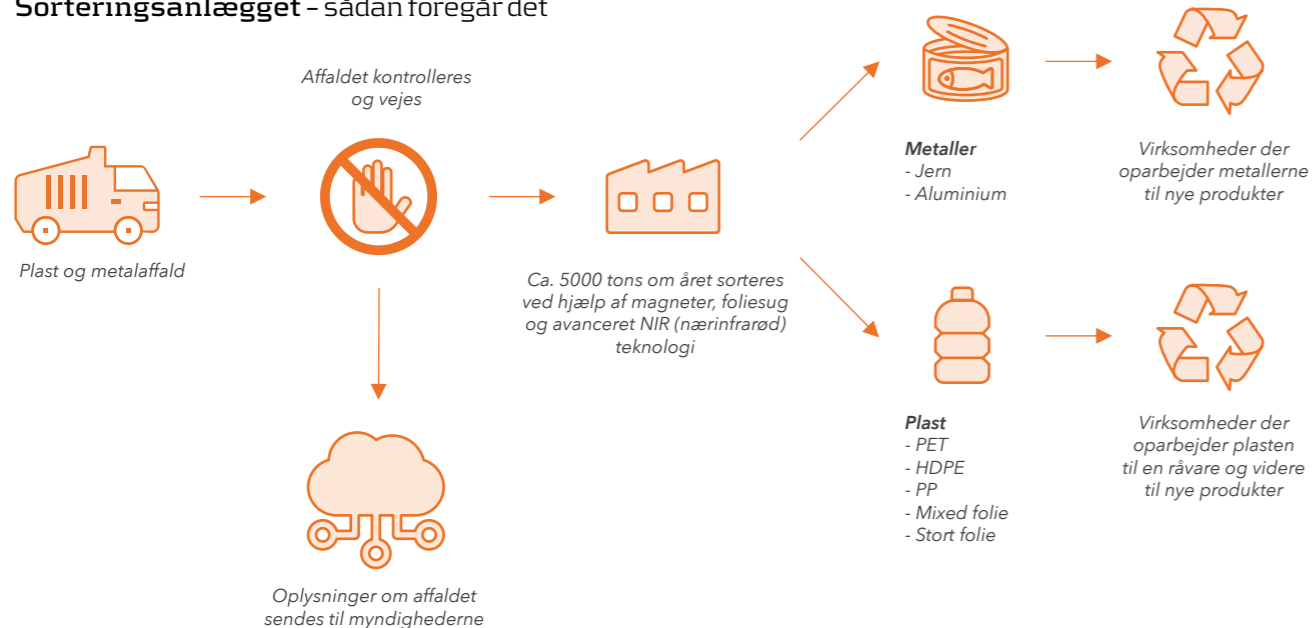 Sorteringsanlægget – sådan foregår det
Affaldet kontrolleres
og vejes
Plast og metalaffald
Ca. 5000 tons om året sorteres
ved hjælp af magneter, foliesug
og avanceret NIR (nærinfrarød)
teknologi
Oplysninger om affaldet
sendes til myndighederne
Metaller
- Jern
- Aluminium
Virksomheder der
oparbejder metallerne
til nye produkter
Plast
- PET
- HDPE
- PP
- Mixed folie
- Stort folie
Virksomheder der
oparbejder plasten
til en råvare og videre
til nye produkter